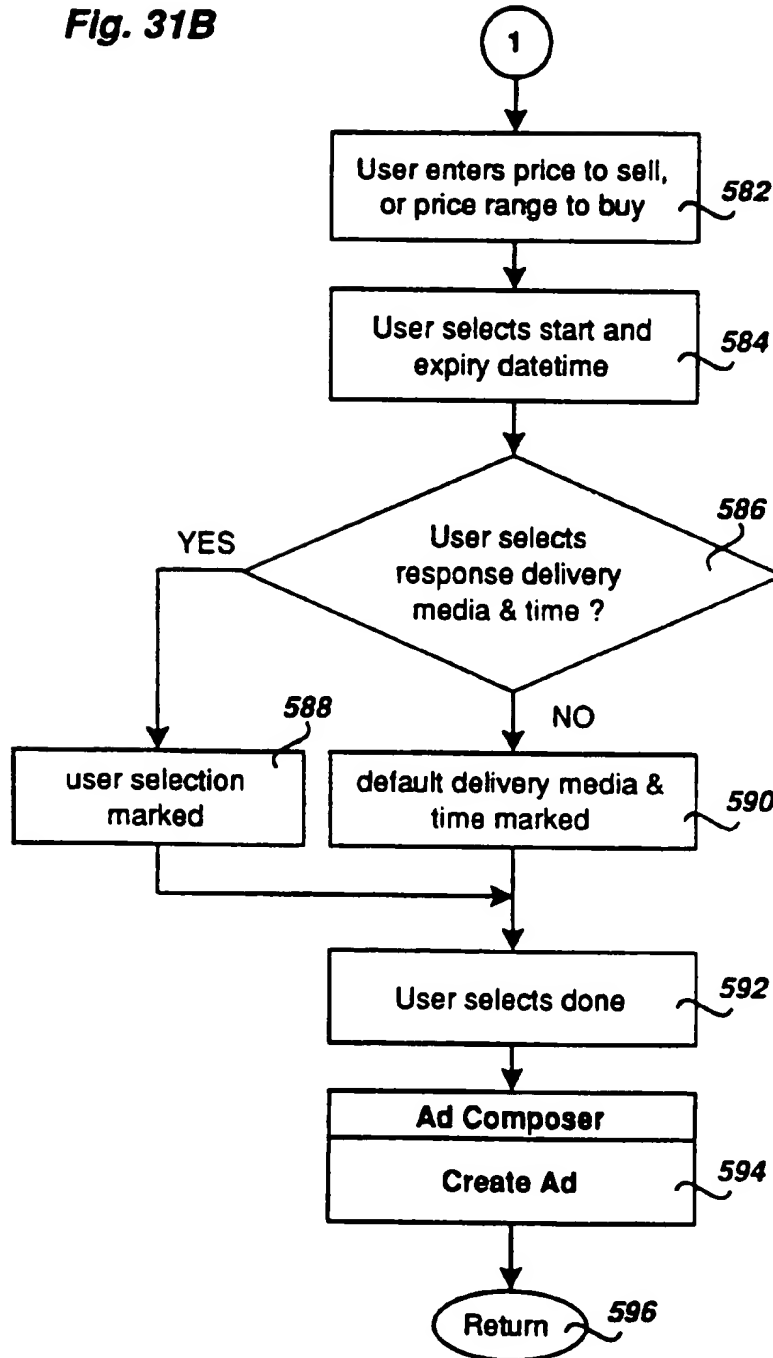 Fig. 31B
1
User enters price to sell,
or price range to buy
582
User selects start and
expiry datetime
584
586
YES
User selects
response delivery
media & time ?
588
NO
user selection
marked
default delivery media &
time marked
590
User selects done
592
Ad Composer
Create Ad
594
Return
596